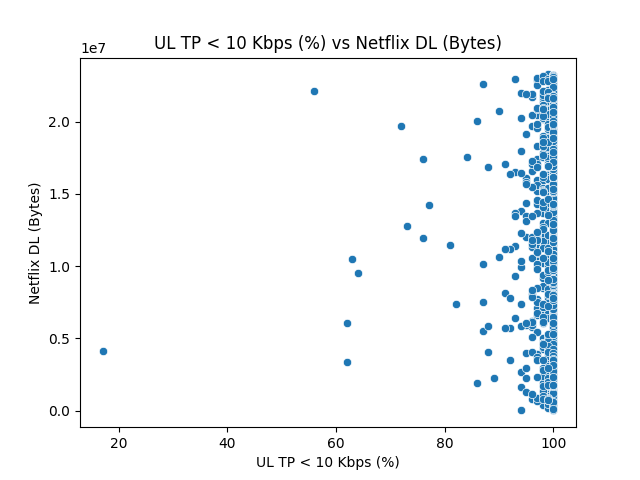 UL TP < 10 Kbps (%) vs Netflix DL (Bytes)
1e7
2.0
1.5
1.0
0.5
0.0
Netflix DL (Bytes)
20 40 60 80 100
UL TP < 10 Kbps (%)